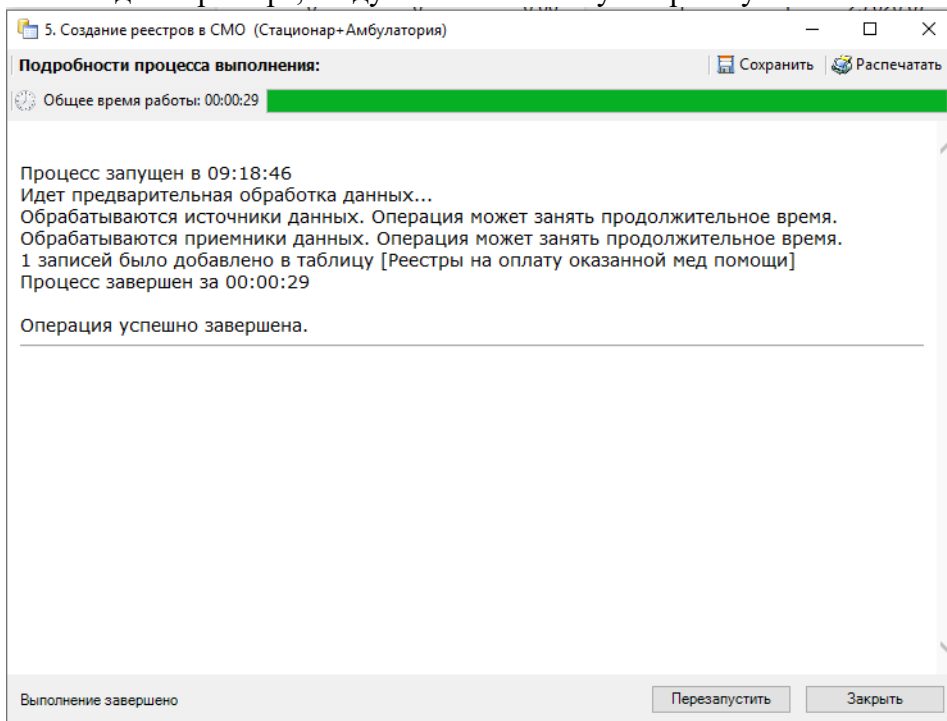 5. Создание реестров в СМО (Стационар+Амбулатория)
Подробности процесса выполнения:
Сохранить
Распечатать
Общее время работы: 00:00:29
Процесс запущен в 09:18:46
Идет предварительная обработка данных...
Обрабатываются источники данных. Операция может занять продолжительное время.
Обрабатываются приемники данных. Операция может занять продолжительное время.
1 записей было добавлено в таблицу [Реестры на оплату оказанной мед помощи]
Процесс завершен за 00:00:29
Операция успешно завершена.
Выполнение завершено
Перезапустить
Закрыть